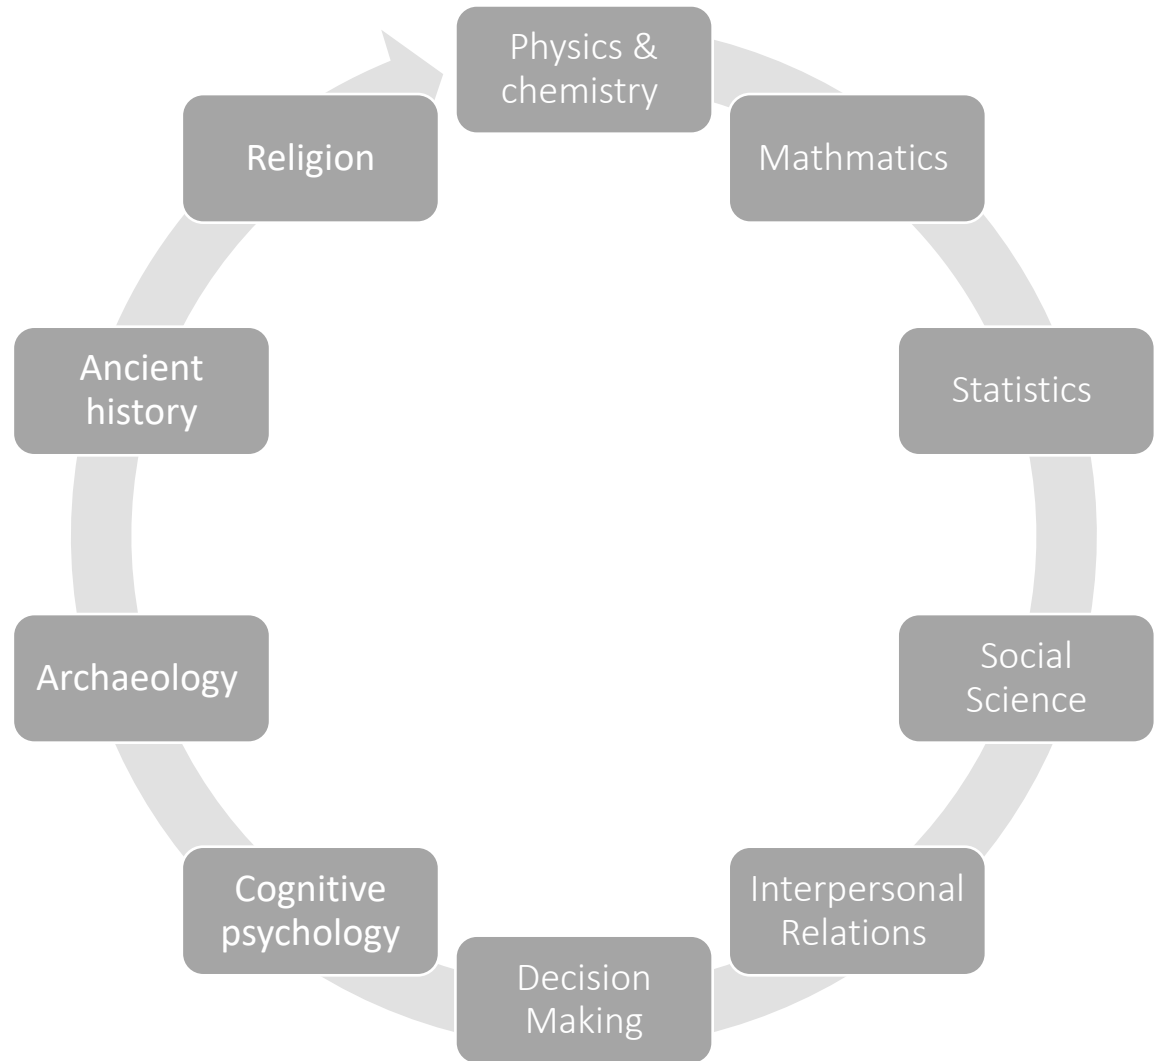 Physics &
chemistry
Mathmatics
Statistics
Social
Science
Interpersonal
Relations
Decision
Making
Cognitive
psychology
Archaeology
Ancient
history
Religion